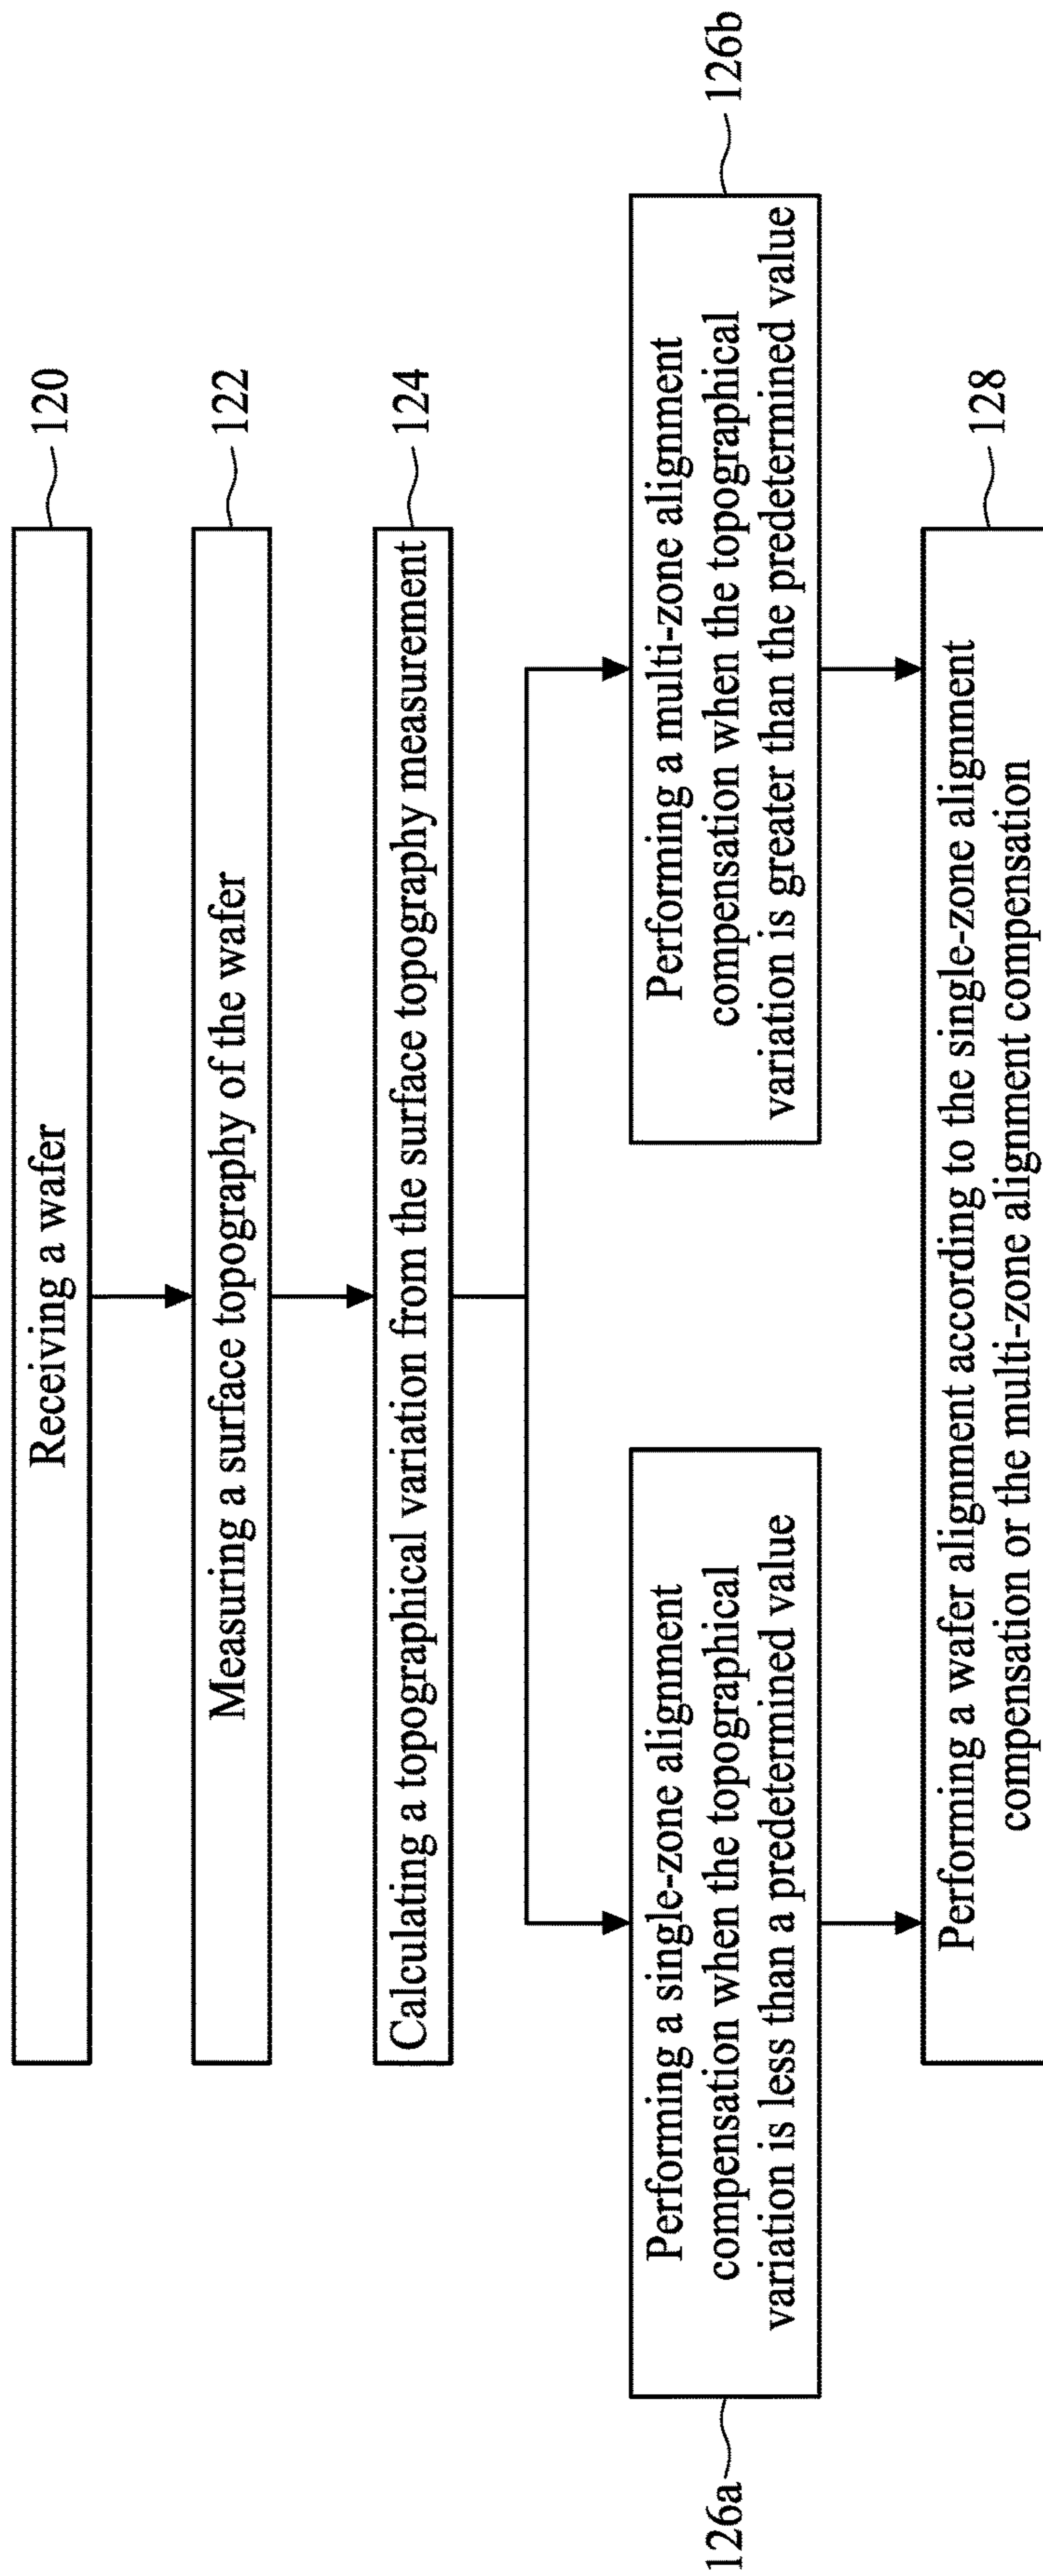 Receiving a wafer
120
Measuring a surface topography of the wafer
122
Calculating a topographical variation from the surface topography measurement
124
Performing a single-zone alignment
compensation when the topographical
variation is less than a predetermined value
126a
Performing a multi-zone alignment
compensation when the topographical
variation is greater than the predetermined value
126b
Performing a wafer alignment according to the single-zone alignment
compensation or the multi-zone alignment compensation
128